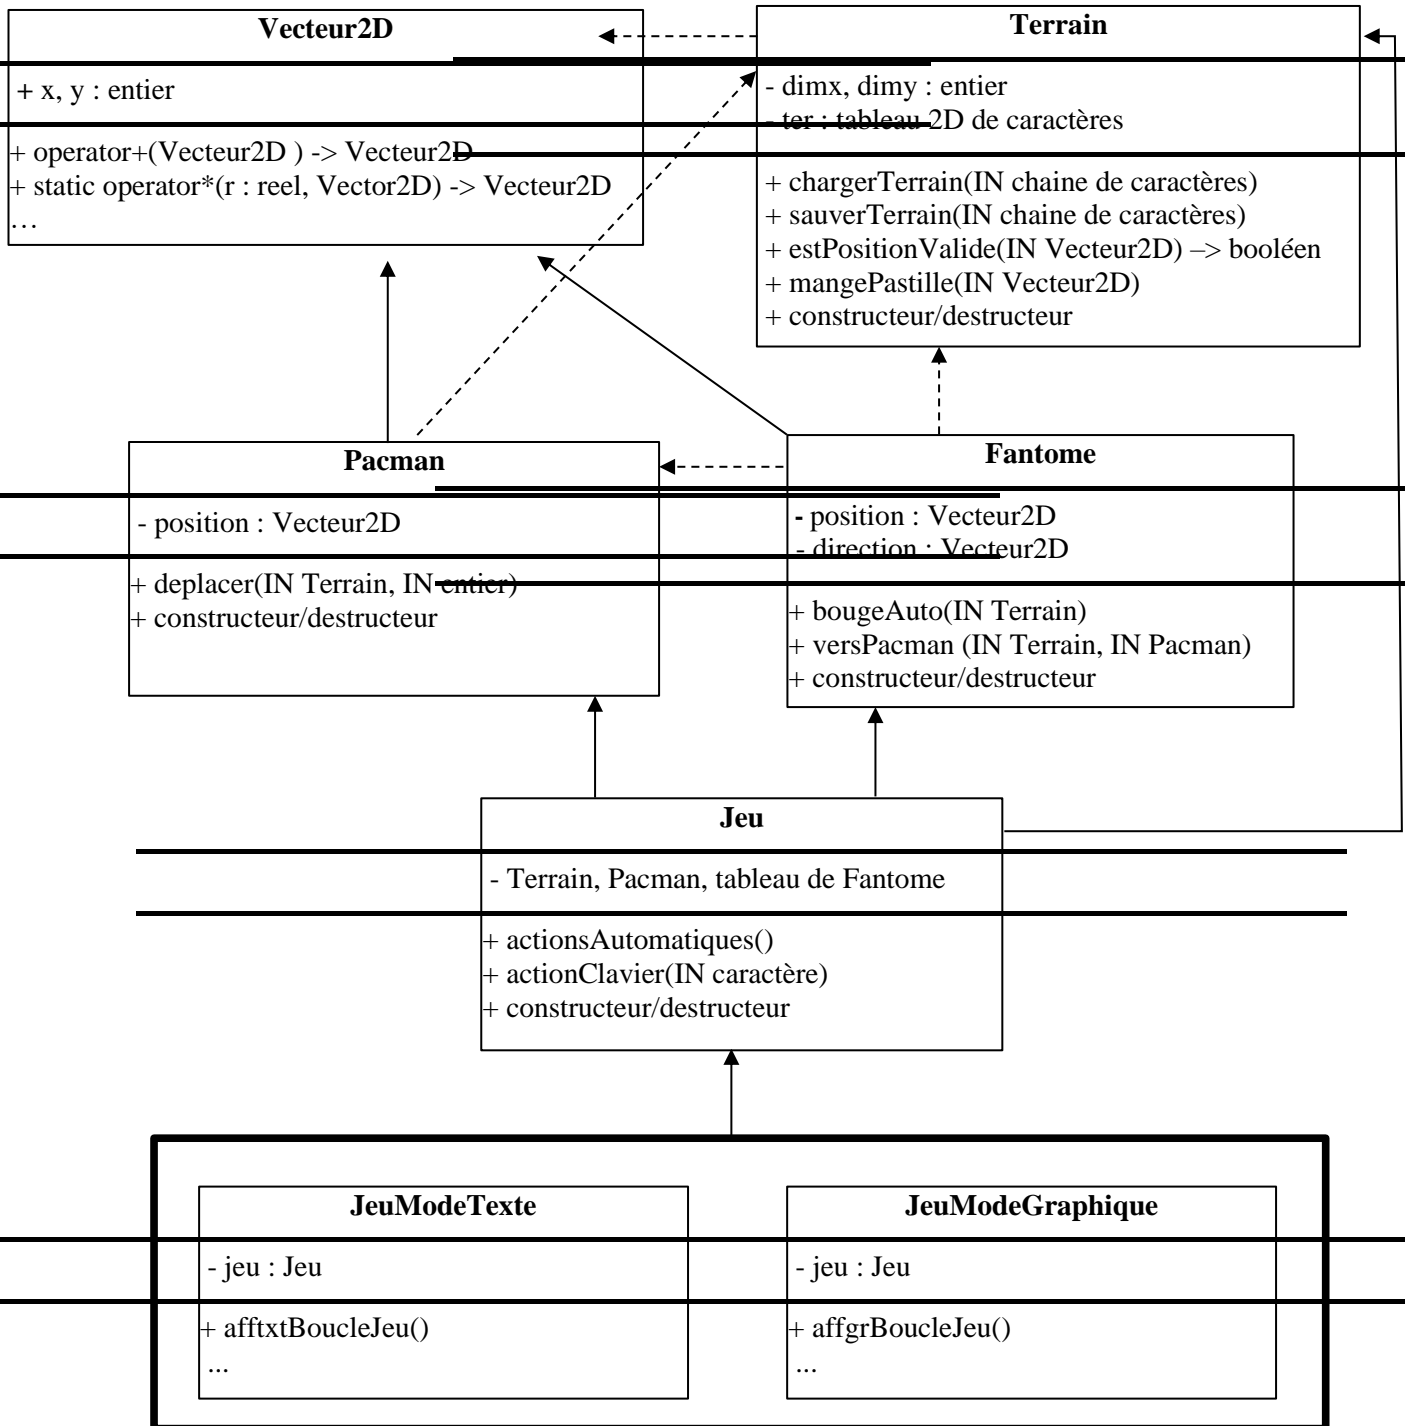 Vecteur2D
+ x, y : entier
+ operator+(Vecteur2D ) -> Vecteur2D
+ static operator*(r : reel, Vector2D) -> Vecteur2D
…
Terrain
- dimx, dimy : entier
- ter : tableau 2D de caractères
+ chargerTerrain(IN chaine de caractères)
+ sauverTerrain(IN chaine de caractères)
+ estPositionValide(IN Vecteur2D) –> booléen
+ mangePastille(IN Vecteur2D)
+ constructeur/destructeur
Pacman
- position : Vecteur2D
+ deplacer(IN Terrain, IN entier)
+ constructeur/destructeur
Fantome
- position : Vecteur2D
- direction : Vecteur2D
+ bougeAuto(IN Terrain)
+ versPacman (IN Terrain, IN Pacman)
+ constructeur/destructeur
Jeu
- Terrain, Pacman, tableau de Fantome
+ actionsAutomatiques()
+ actionClavier(IN caractère)
+ constructeur/destructeur
JeuModeTexte
- jeu : Jeu
+ afftxtBoucleJeu()
...
JeuModeGraphique
- jeu : Jeu
+ affgrBoucleJeu()
...